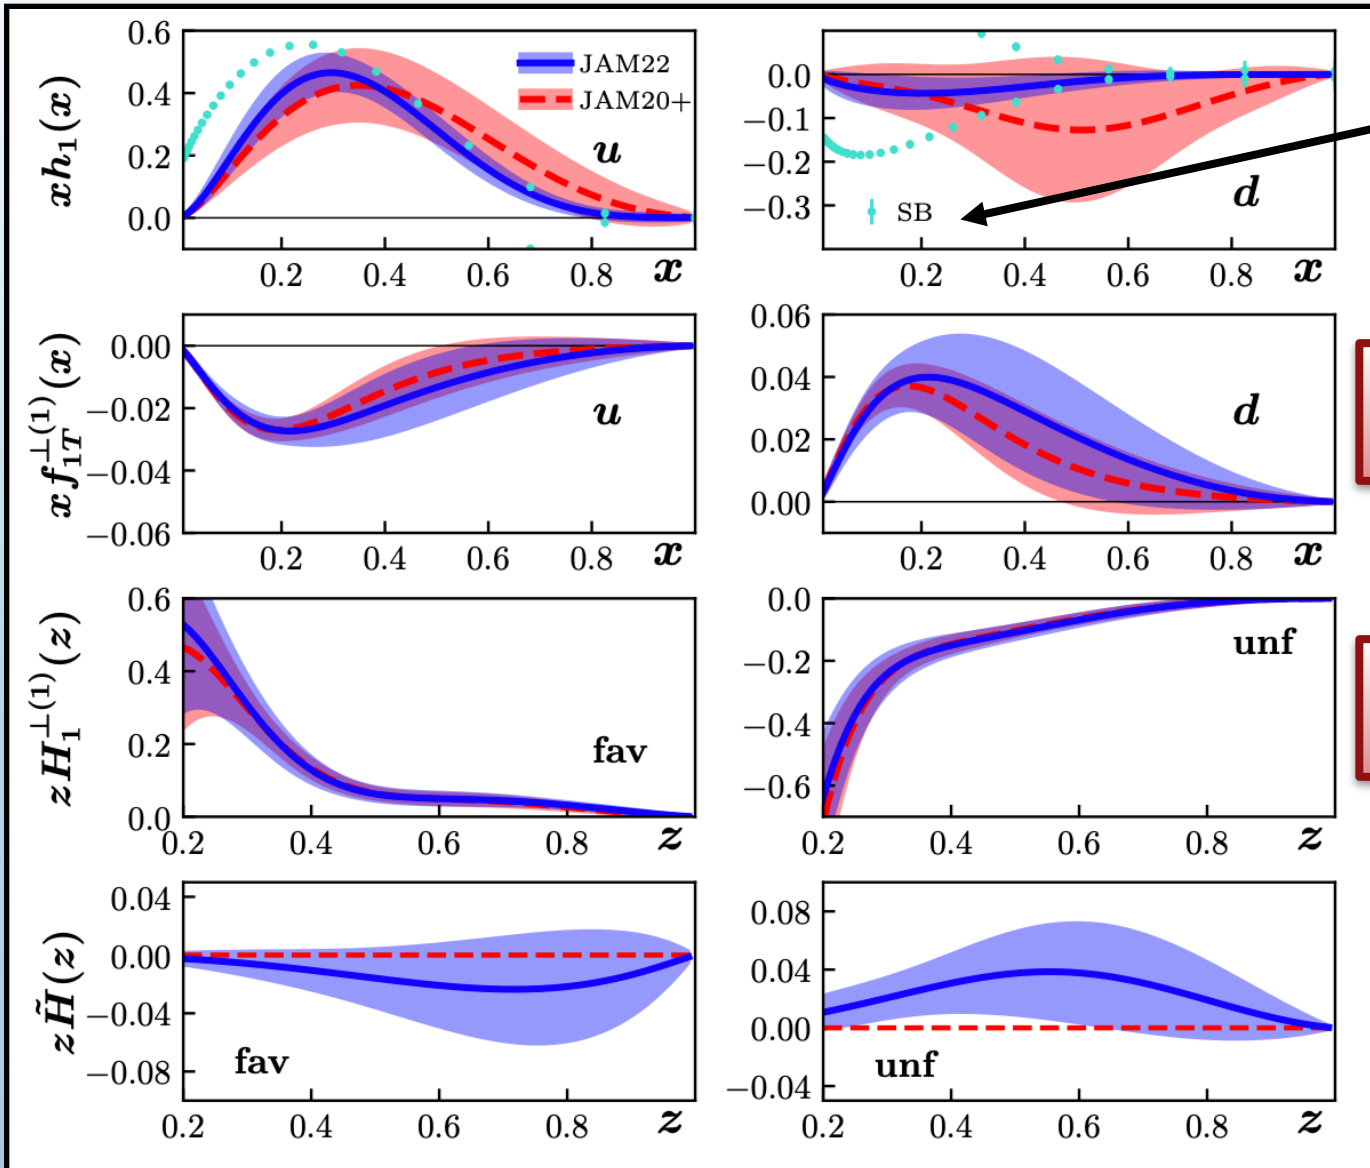 xh₁(x)
0.6
0.4
0.2
0.0
JAM22
JAM20+
u
0.2 0.4 0.6 0.8 x
0.0
−0.1
−0.2
−0.3
SB
d
0.2 0.4 0.6 0.8 x
xf₁T^⊥(1)(x)
0.00
−0.02
−0.04
−0.06
u
0.2 0.4 0.6 0.8 x
0.06
0.04
0.02
0.00
d
0.2 0.4 0.6 0.8 x
zH₁^⊥(1)(z)
0.6
0.4
0.2
0.0
fav
0.2 0.4 0.6 0.8 z
0.0
−0.2
−0.4
−0.6
unf
0.2 0.4 0.6 0.8 z
zH̃(z)
0.04
0.00
−0.04
−0.08
fav
0.2 0.4 0.6 0.8 z
0.08
0.04
0.00
−0.04
unf
0.2 0.4 0.6 0.8 z